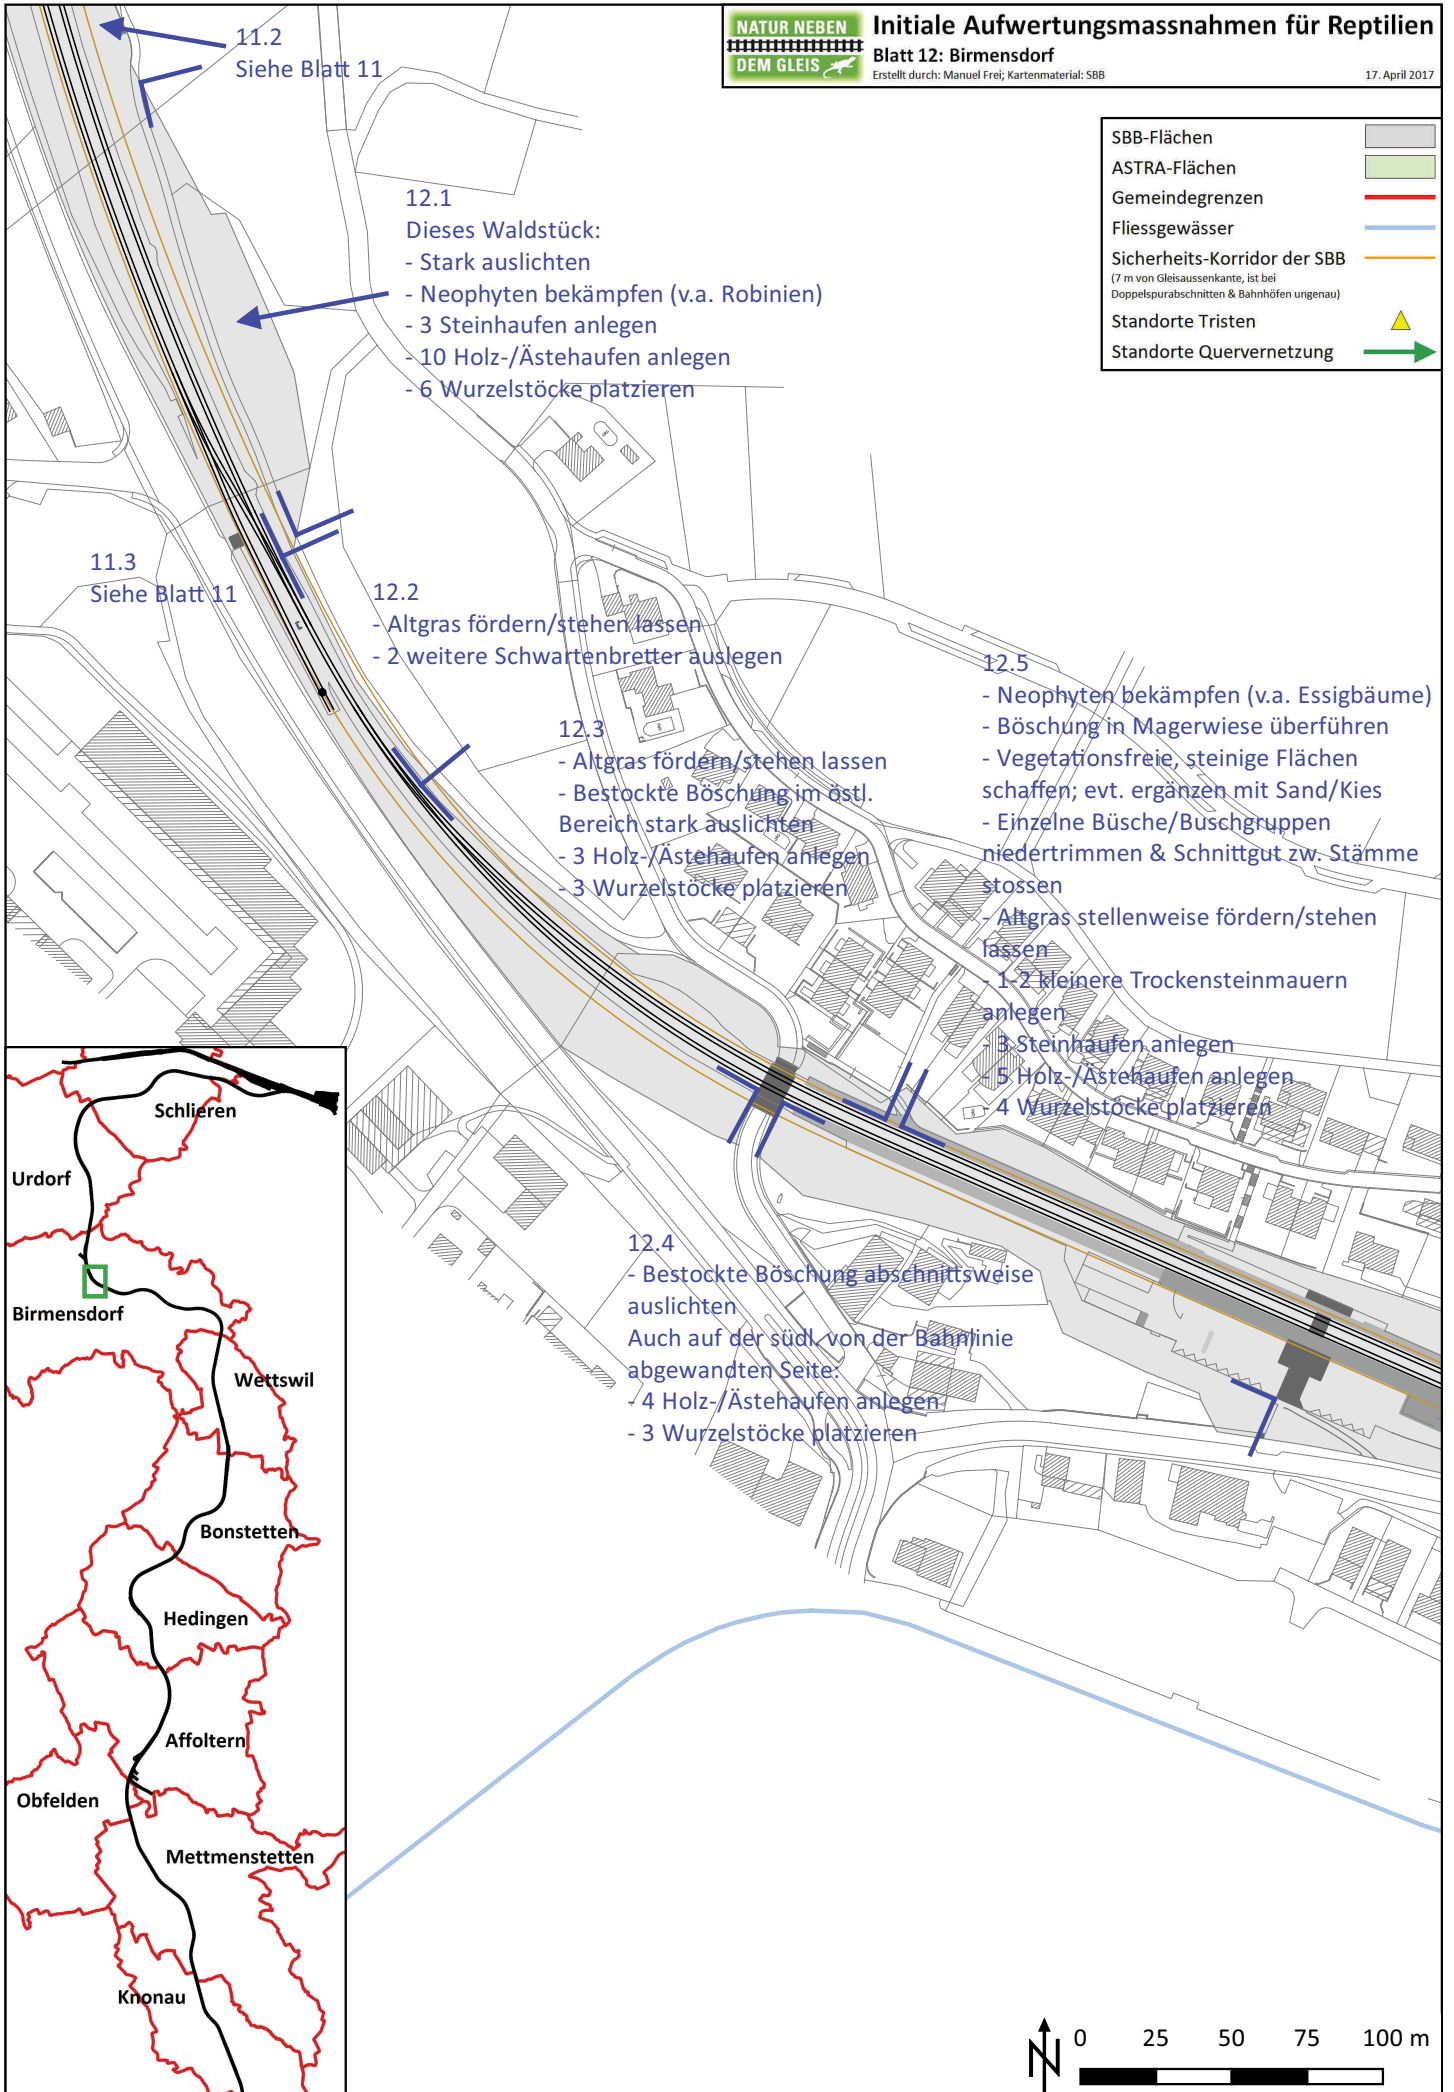 NATUR NEBEN
DEM GLEIS
Initiale Aufwertungsmassnahmen für Reptilien
Blatt 12: Birmensdorf
Erstellt durch: Manuel Frei; Kartenmaterial: SBB
17. April 2017
SBB-Flächen
ASTRA-Flächen
Gemeindegrenzen
Fliessgewässer
Sicherheits-Korridor der SBB
(7 m von Gleisaussenkante, ist bei
Doppelspurabschnitten & Bahnhöfen ungenau)
Standorte Tristen
Standorte Quervernetzung
11.2
Siehe Blatt 11
12.1
Dieses Waldstück:
- Stark auslichten
- Neophyten bekämpfen (v.a. Robinien)
- 3 Steinhaufen anlegen
- 10 Holz-/Ästehaufen anlegen
- 6 Wurzelstöcke platzieren
11.3
Siehe Blatt 11
12.2
- Altgras fördern/stehen lassen
- 2 weitere Schwartenbretter auslegen
12.3
- Altgras fördern/stehen lassen
- Bestockte Böschung im östl.
Bereich stark auslichten
- 3 Holz-/Ästehaufen anlegen
- 3 Wurzelstöcke platzieren
12.5
- Neophyten bekämpfen (v.a. Essigbäume)
- Böschung in Magerwiese überführen
- Vegetationsfreie, steinige Flächen
schaffen; evt. ergänzen mit Sand/Kies
- Einzelne Büsche/Buschgruppen
niedertrimmen & Schnittgut zw. Stämme
stossen
- Altgras stellenweise fördern/stehen
lassen
- 1-2 kleinere Trockensteinmauern
anlegen
- 3 Steinhaufen anlegen
- 5 Holz-/Ästehaufen anlegen
- 4 Wurzelstöcke platzieren
12.4
- Bestockte Böschung abschnittsweise
auslichten
Auch auf der südl. von der Bahnlinie
abgewandten Seite:
- 4 Holz-/Ästehaufen anlegen
- 3 Wurzelstöcke platzieren
Schlieren
Urdorf
Birmensdorf
Wettswil
Bonstetten
Hedingen
Affoltern
Obfelden
Mettmenstetten
Knonau
N
0 25 50 75 100 m